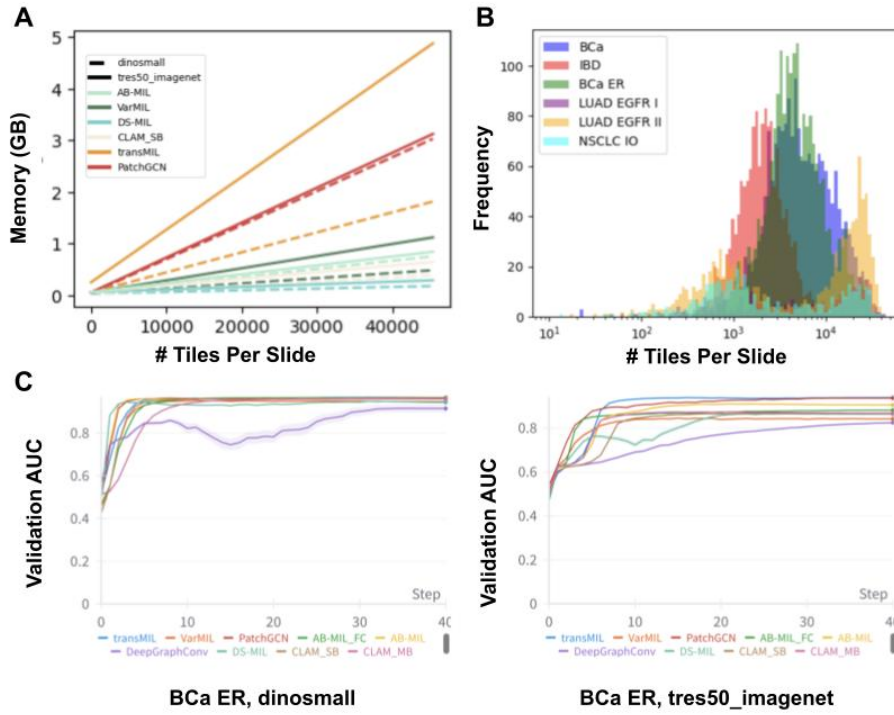 A
Memory (GB)
5
4
3
2
1
0
dinosmall
tres50_imagenet
AB-MIL
VarMIL
DS-MIL
CLAM_SB
transMIL
PatchGCN
0 10000 20000 30000 40000
# Tiles Per Slide
B
Frequency
100
80
60
40
20
0
BCa
IBD
BCa ER
LUAD EGFR I
LUAD EGFR II
NSCLC IO
10¹ 10² 10³ 10⁴
# Tiles Per Slide
C
Validation AUC
0.8
0.6
0.4
0.2
0
Step
0 10 20 30 40
transMIL VarMIL PatchGCN AB-MIL_FC AB-MIL
DeepGraphConv DS-MIL CLAM_SB CLAM_MB
BCa ER, dinosmall
Validation AUC
0.8
0.6
0.4
0.2
0
Step
0 10 20 30
transMIL VarMIL PatchGCN AB-MIL_FC AB-MIL
DeepGraphConv DS-MIL CLAM_SB CLAM_MB
BCa ER, tres50_imagenet